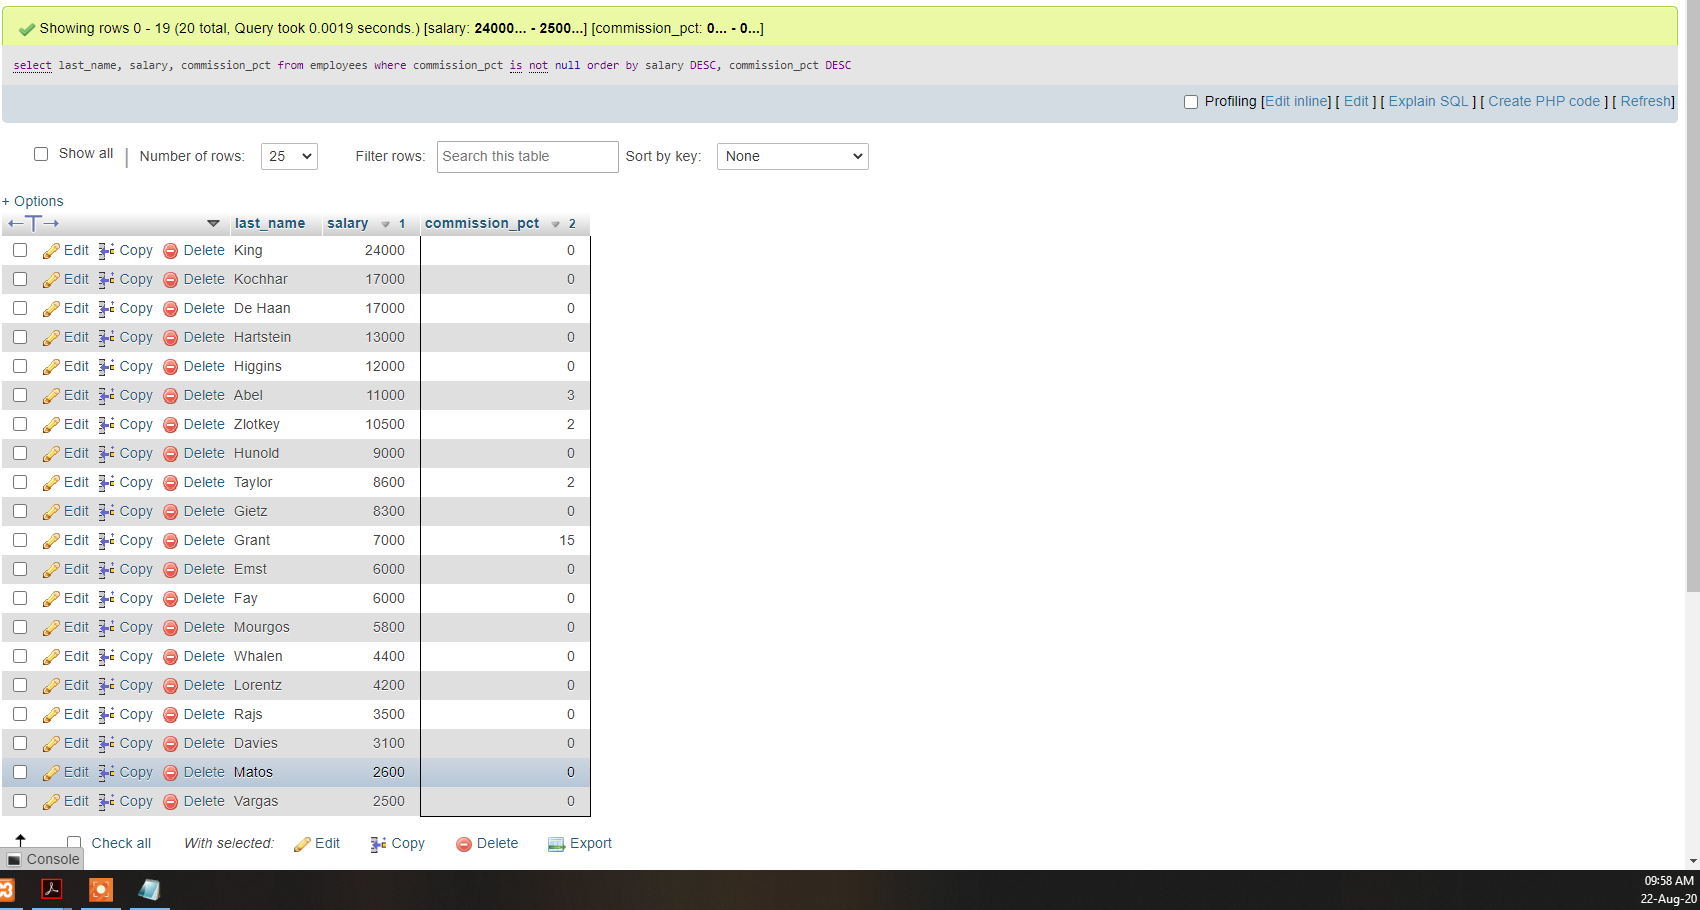 Showing rows 0 - 19 (20 total, Query took 0.0019 seconds.) [salary: 24000... - 2500...] [commission_pct: 0... - 0...]
select last_name, salary, commission_pct from employees where commission_pct is not null order by salary DESC, commission_pct DESC
Profiling [Edit inline] [ Edit ] [ Explain SQL ] [ Create PHP code ] [ Refresh]
Show all | Number of rows: 25 Filter rows: Search this table Sort by key: None
+ Options
←T→ last_name salary 1 commission_pct 2
Edit Copy Delete King 24000 0
Edit Copy Delete Kochhar 17000 0
Edit Copy Delete De Haan 17000 0
Edit Copy Delete Hartstein 13000 0
Edit Copy Delete Higgins 12000 0
Edit Copy Delete Abel 11000 3
Edit Copy Delete Zlotkey 10500 2
Edit Copy Delete Hunold 9000 0
Edit Copy Delete Taylor 8600 2
Edit Copy Delete Gietz 8300 0
Edit Copy Delete Grant 7000 15
Edit Copy Delete Emst 6000 0
Edit Copy Delete Fay 6000 0
Edit Copy Delete Mourgos 5800 0
Edit Copy Delete Whalen 4400 0
Edit Copy Delete Lorentz 4200 0
Edit Copy Delete Rajs 3500 0
Edit Copy Delete Davies 3100 0
Edit Copy Delete Matos 2600 0
Edit Copy Delete Vargas 2500 0
Check all With selected: Edit Copy Delete Export
Console
09:58 AM
22-Aug-20